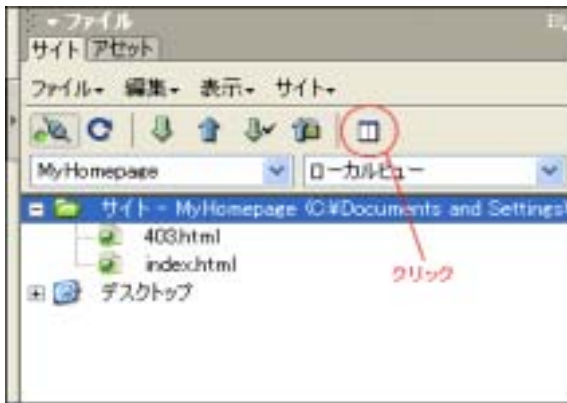 ファイル
サイト アセット
ファイル 編集 表示 サイト
MyHomepage ローカルビュー
サイト - MyHomepage (C:¥Documents and Settings¥
403.html
index.html
クリック
デスクトップ